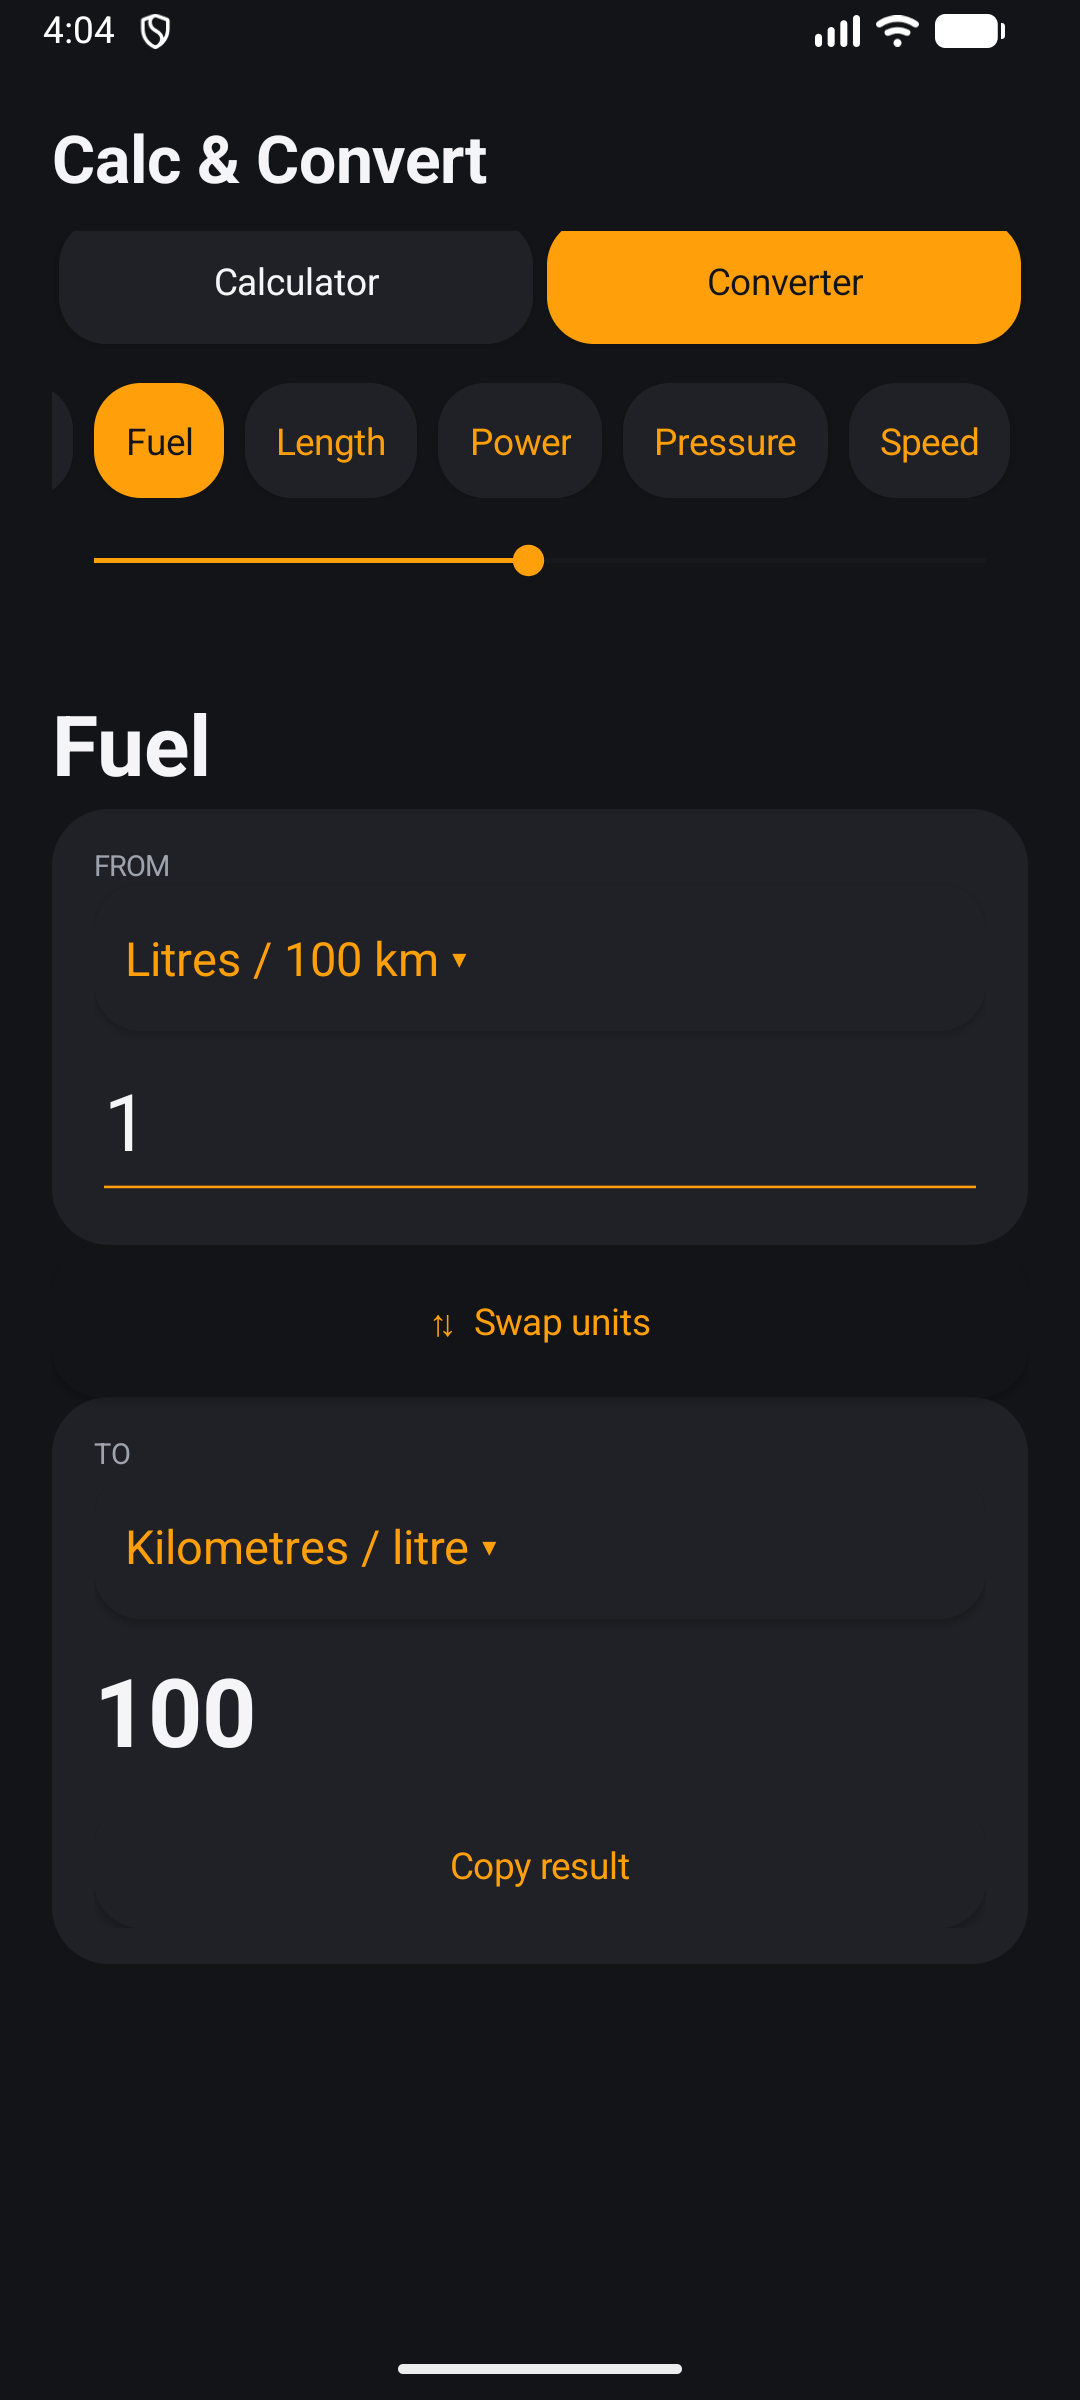 4:04
Calc & Convert
Calculator
Converter
Fuel
Length
Power
Pressure
Speed
Fuel
FROM
Litres / 100 km ▾
1
↑↓ Swap units
TO
Kilometres / litre ▾
100
Copy result